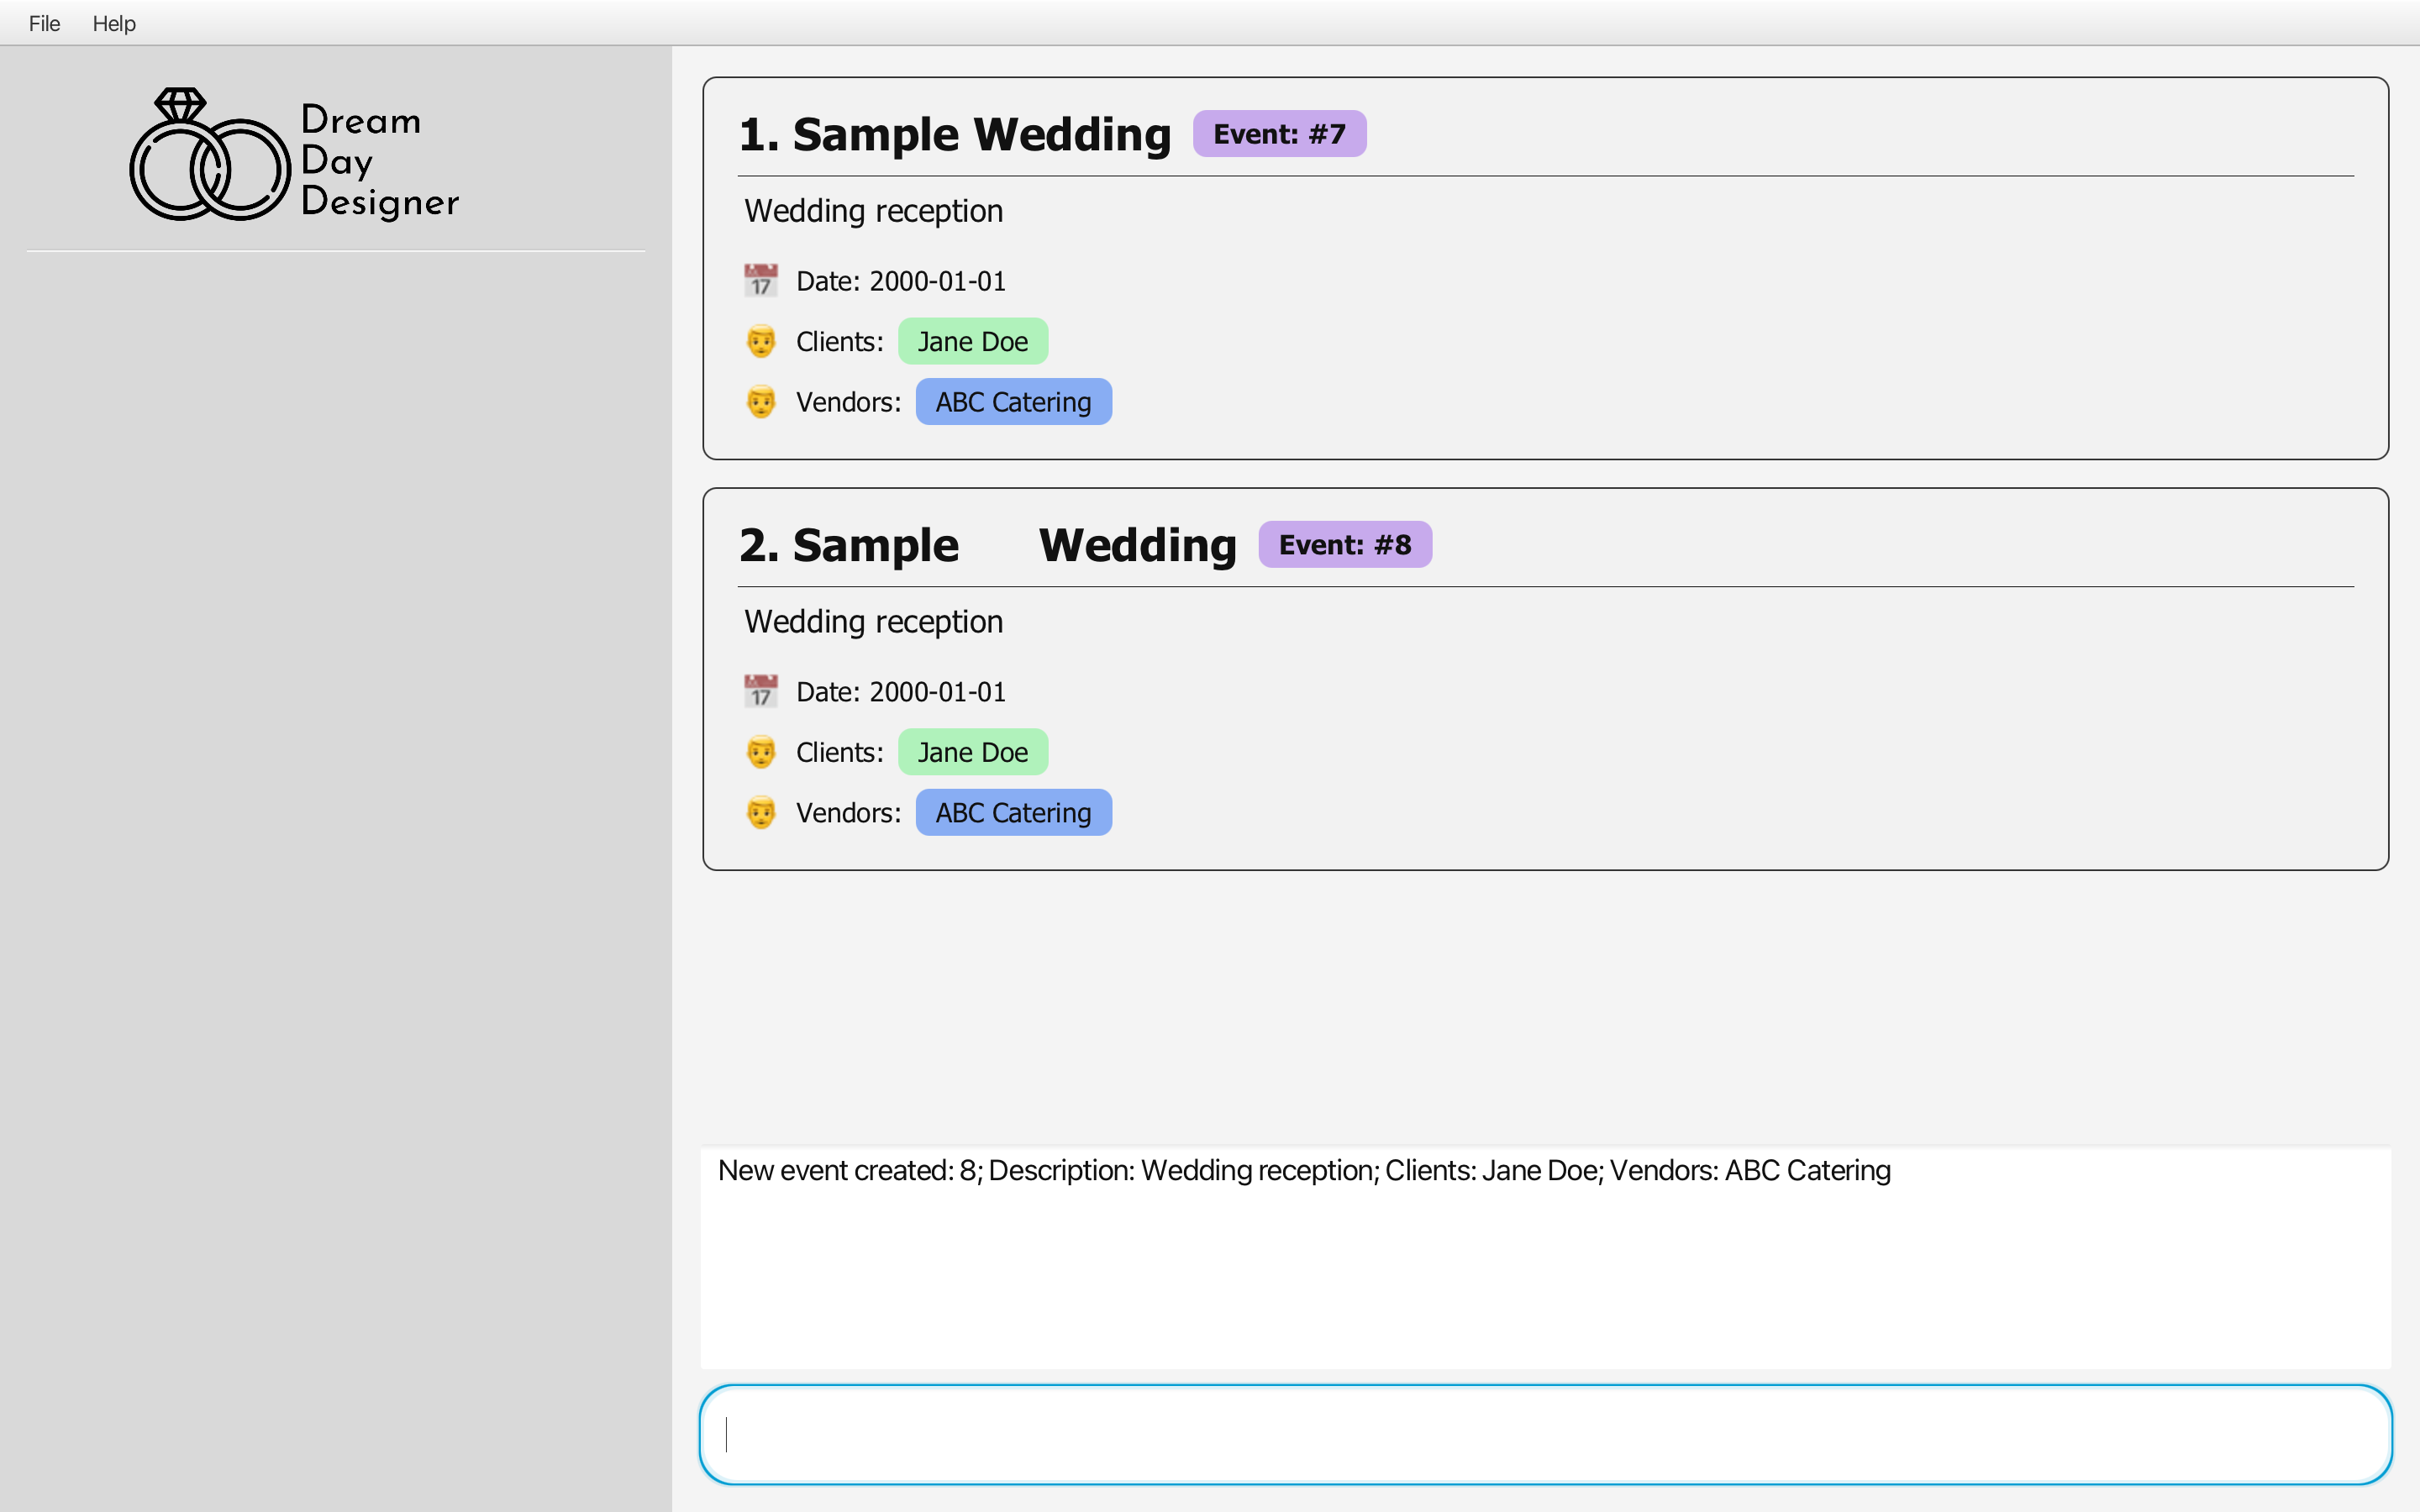 File Help
Dream
Day
Designer
1. Sample Wedding Event: #7
Wedding reception
17 Date: 2000-01-01
Clients: Jane Doe
Vendors: ABC Catering
2. Sample      Wedding Event: #8
Wedding reception
17 Date: 2000-01-01
Clients: Jane Doe
Vendors: ABC Catering
New event created: 8; Description: Wedding reception; Clients: Jane Doe; Vendors: ABC Catering